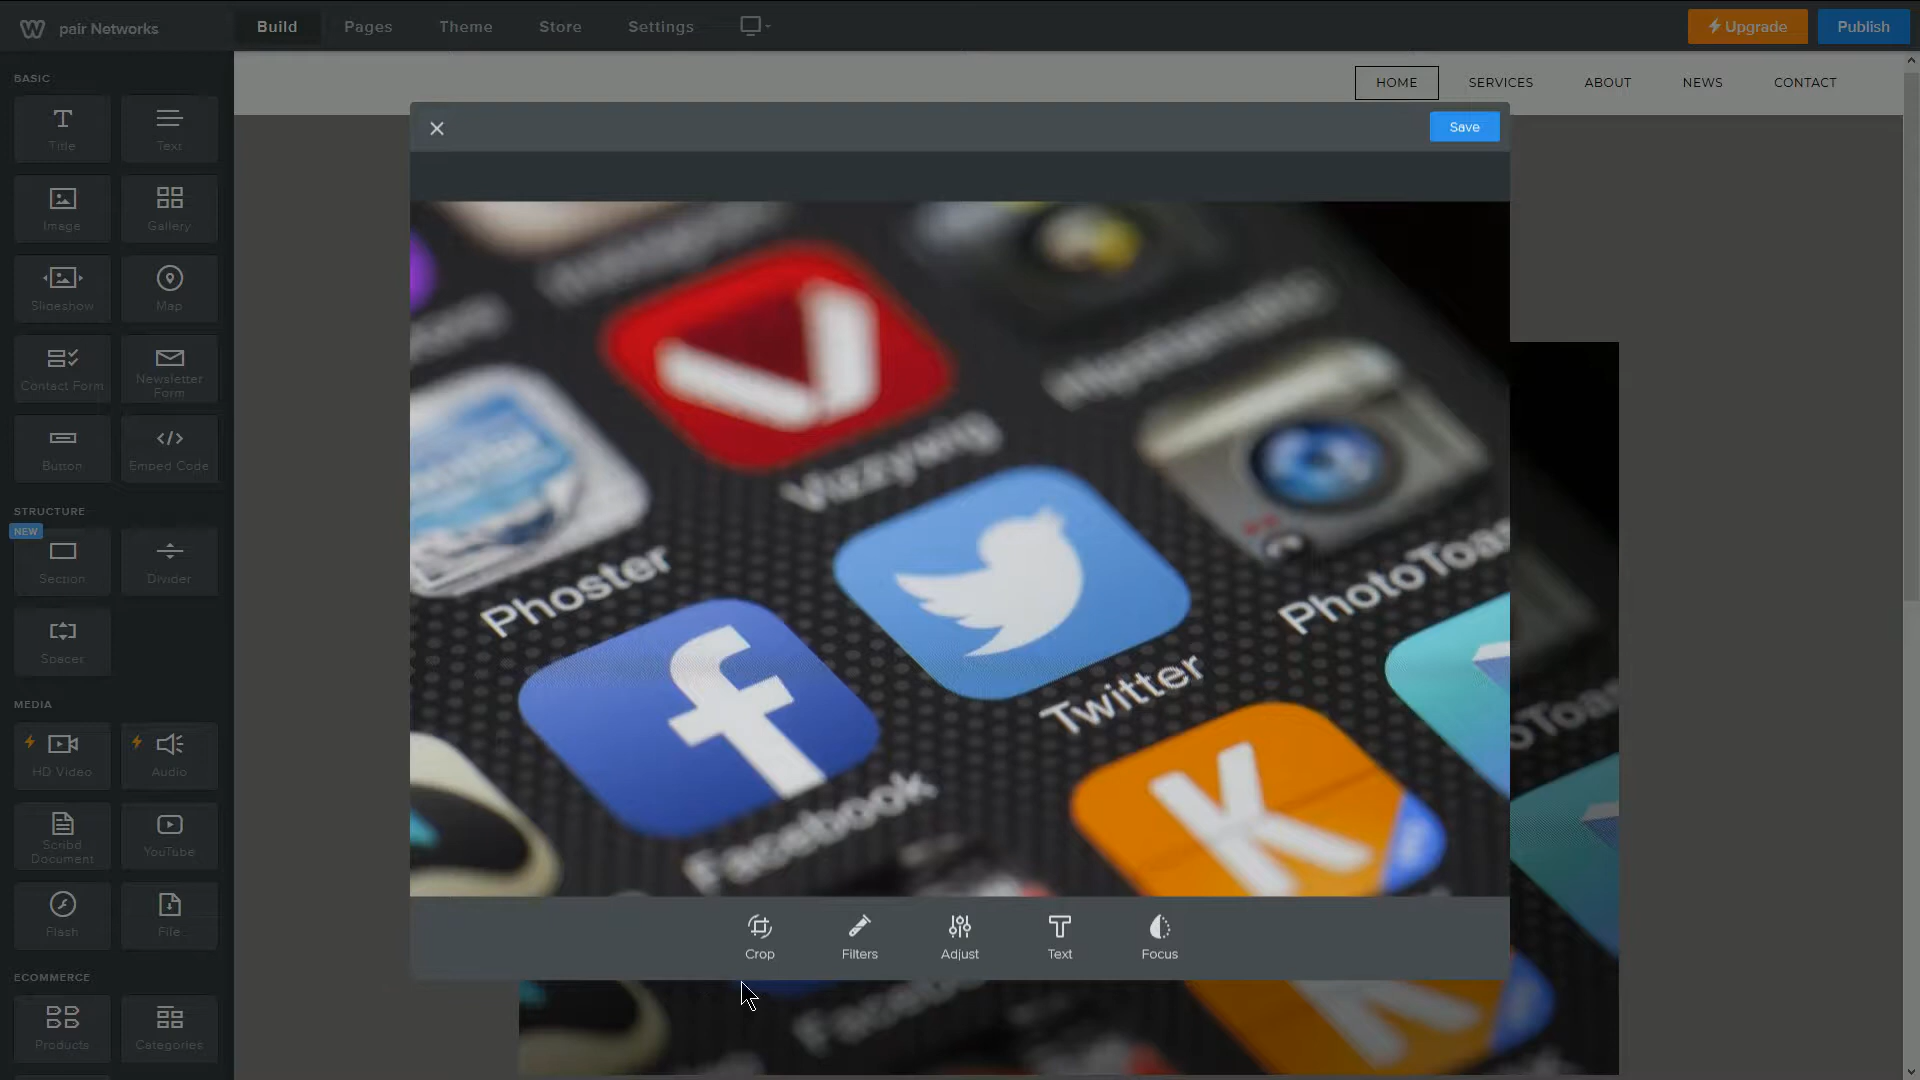 pair Networks
Build
Pages
Theme
Store
Settings
Upgrade
Publish
HOME
SERVICES
ABOUT
NEWS
CONTACT
Save
BASIC
Title
Text
Image
Gallery
Slideshow
Map
Contact Form
Newsletter
Form
Button
Embed Code
STRUCTURE
NEW
Section
Divider
Spacer
MEDIA
HD Video
Audio
Scribd
Document
YouTube
Flash
File
ECOMMERCE
Products
Categories
Vizzywig
Phoster
PhotoToas
Twitter
K
Facebook
Crop
Filters
Adjust
Text
Focus